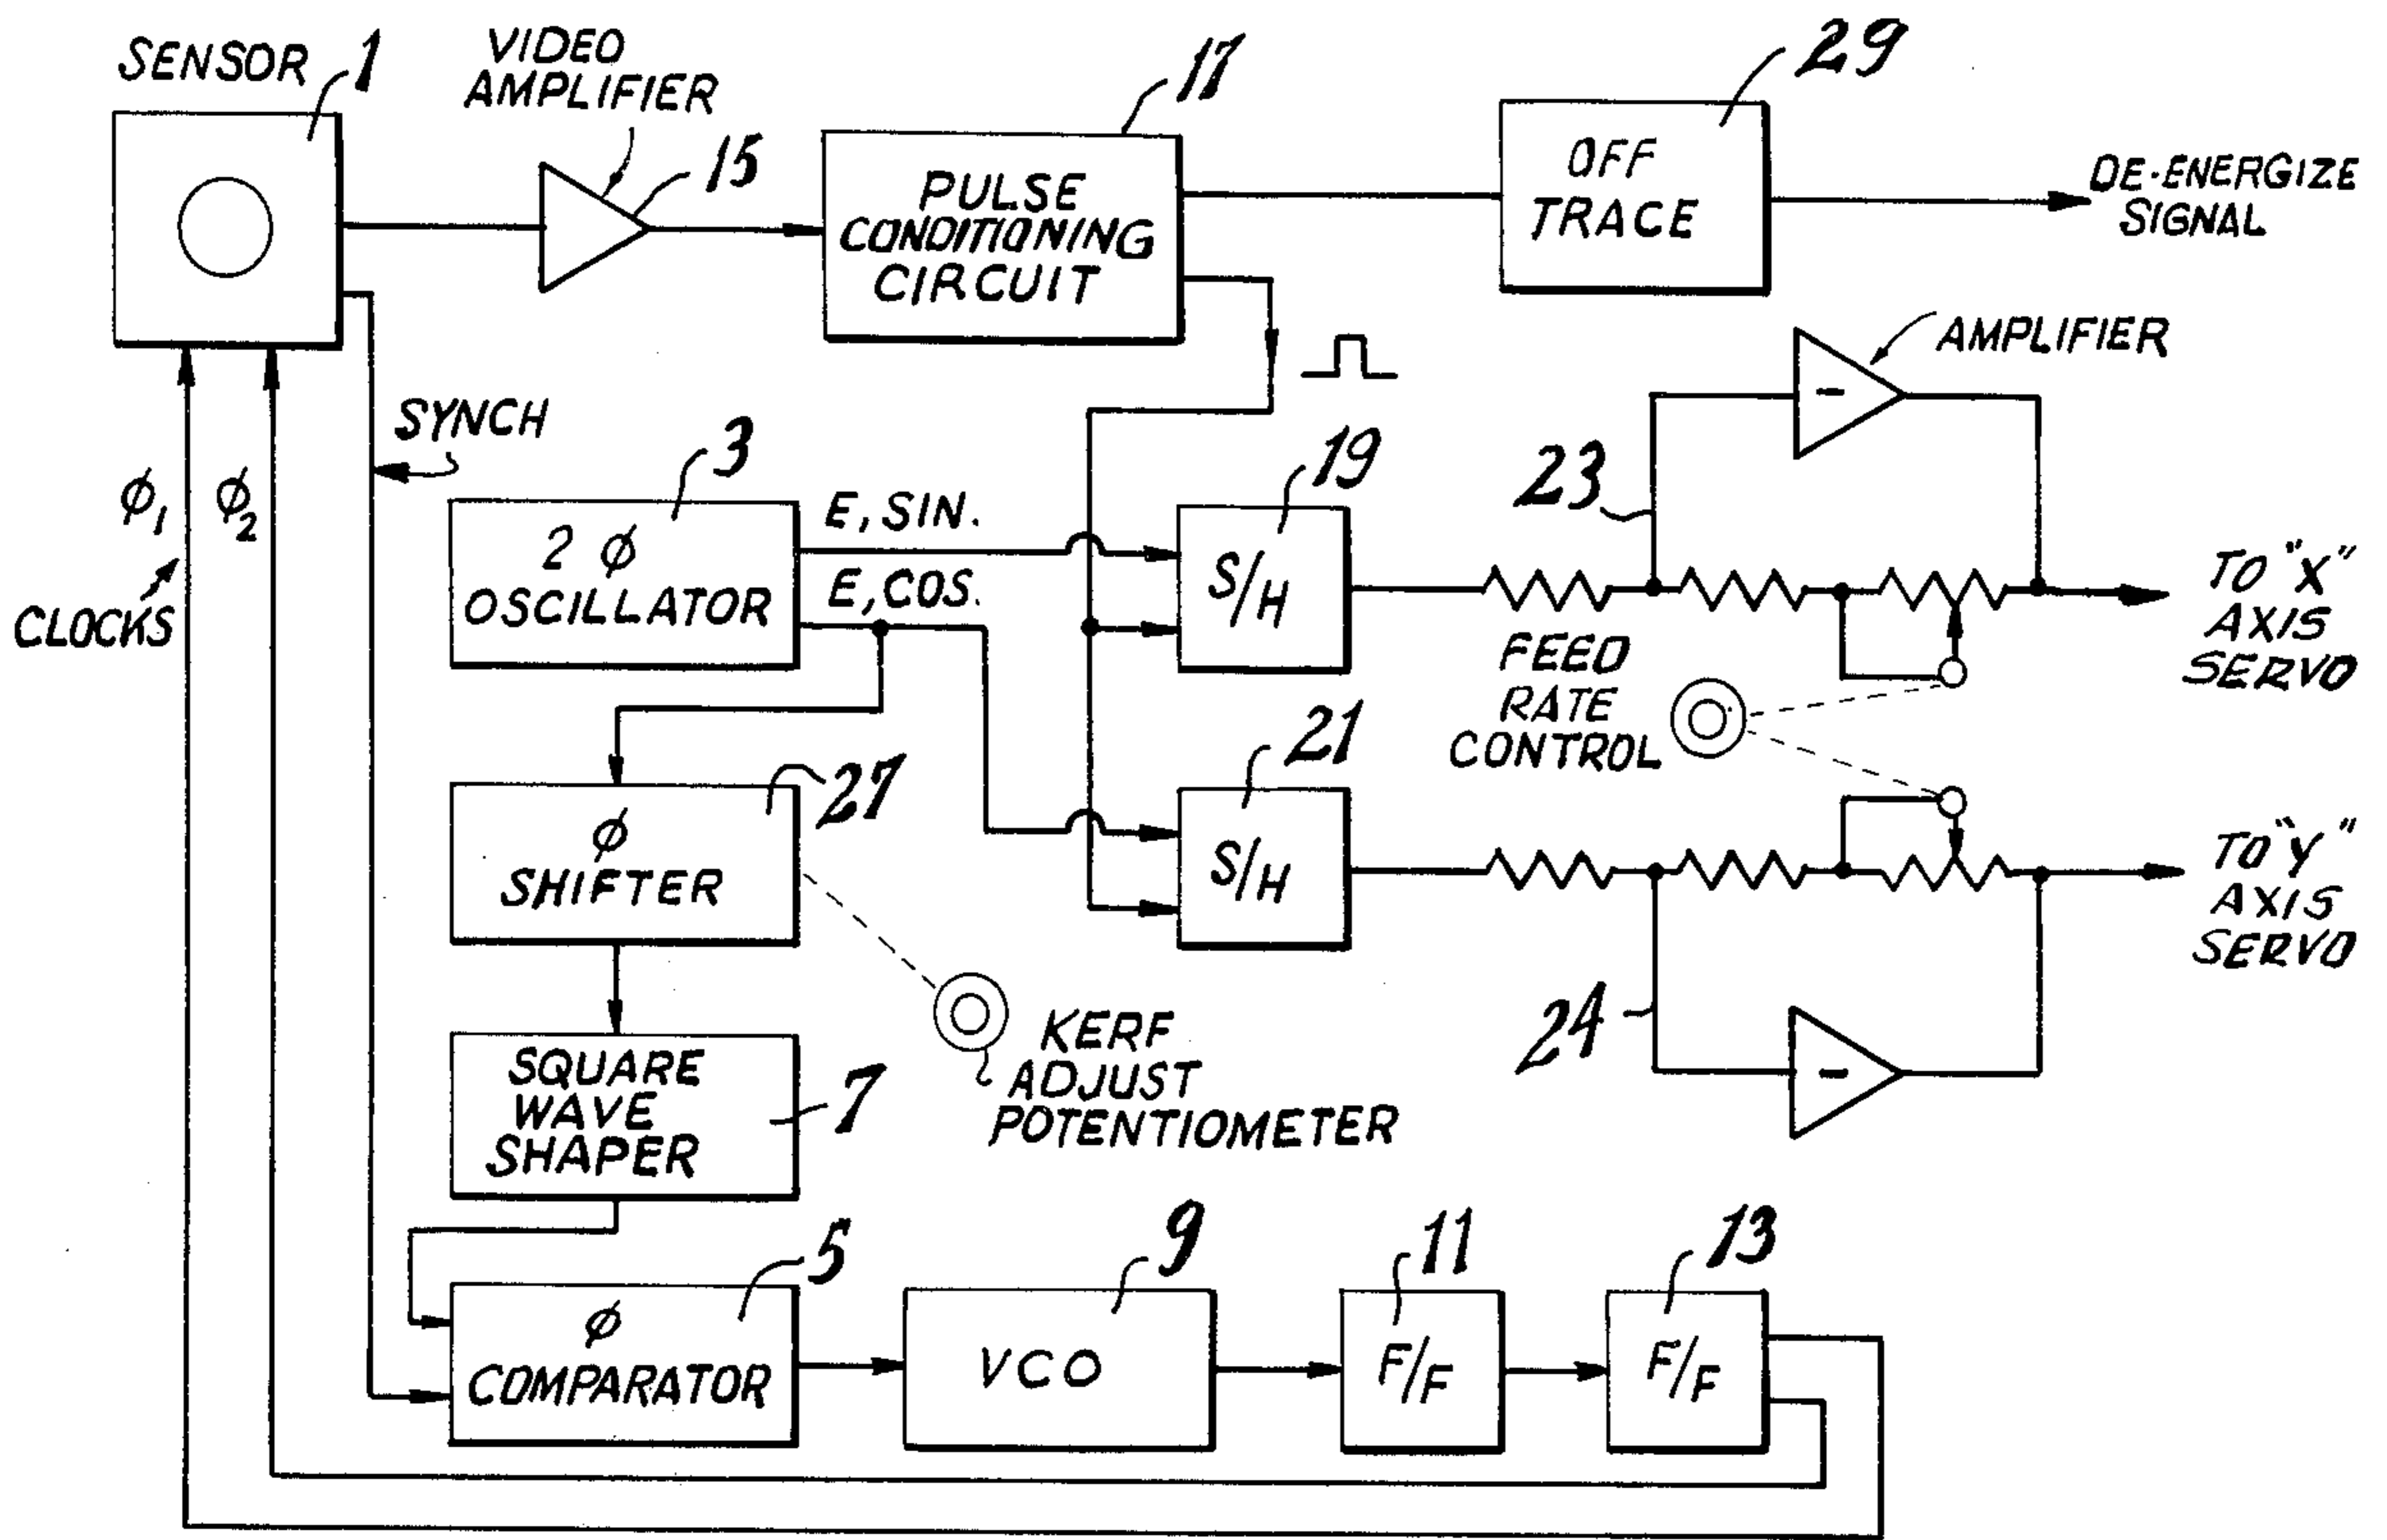 SENSOR
1
VIDEO
AMPLIFIER
15
17
PULSE
CONDITIONING
CIRCUIT
29
OFF
TRACE
DE-ENERGIZE
SIGNAL
AMPLIFIER
-
SYNCH
ϕ1
ϕ2
CLOCKS
3
2 ϕ
OSCILLATOR
E, SIN.
E, COS.
19
S/H
23
TO "X"
AXIS
SERVO
FEED
RATE
CONTROL
21
S/H
27
ϕ
SHIFTER
TO "Y"
AXIS
SERVO
24
-
KERF
ADJUST
POTENTIOMETER
SQUARE
WAVE
SHAPER
7
5
ϕ
COMPARATOR
9
VCO
11
F/F
13
F/F